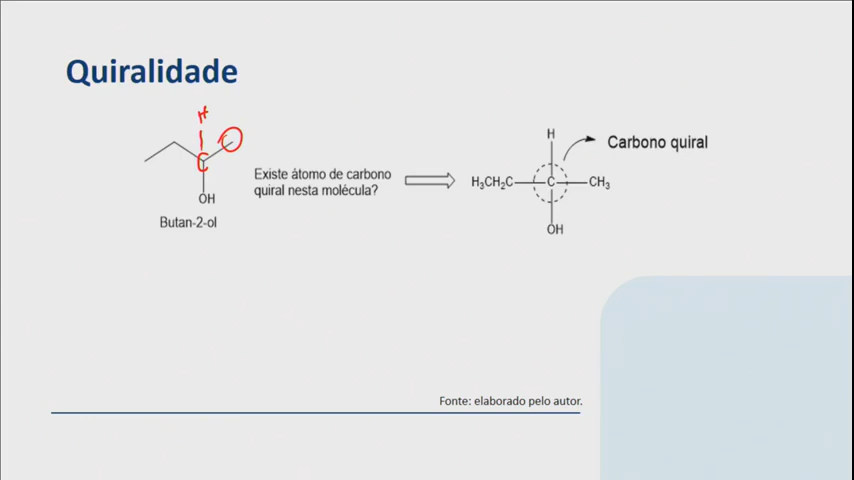 Quiralidade
H
C
OH
Butan-2-ol
Existe átomo de carbono
quiral nesta molécula?
H
Carbono quiral
H₃CH₂C
C
CH₃
OH
Fonte: elaborado pelo autor.